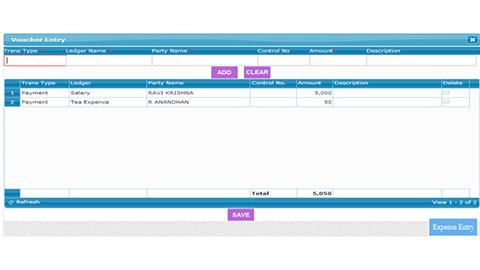 Voucher Entry
Trans Type Ledger Name Party Name Control No Amount Description
ADD CLEAR
Trans Type Ledger Party Name Control No. Amount Description Delete
1 Payment Salary RAVI KRISHNA 5,000
2 Payment Tea Expence R ANANDHAN 50
Total 5,050
Refresh View 1 - 2 of 2
SAVE
Expense Entry